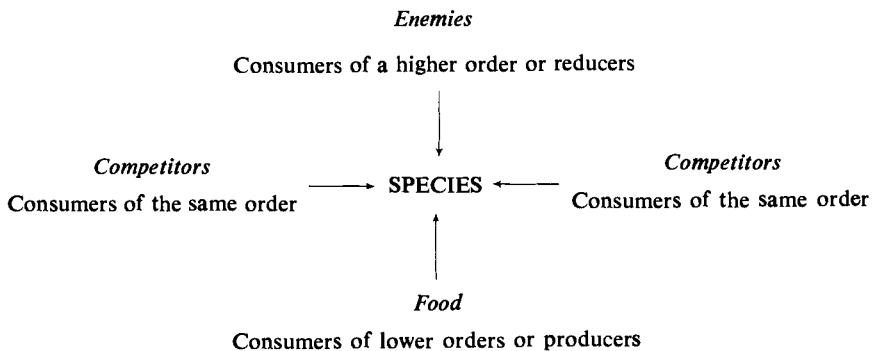 Enemies
Consumers of a higher order or reducers
Competitors
Consumers of the same order
SPECIES
Competitors
Consumers of the same order
Food
Consumers of lower orders or producers